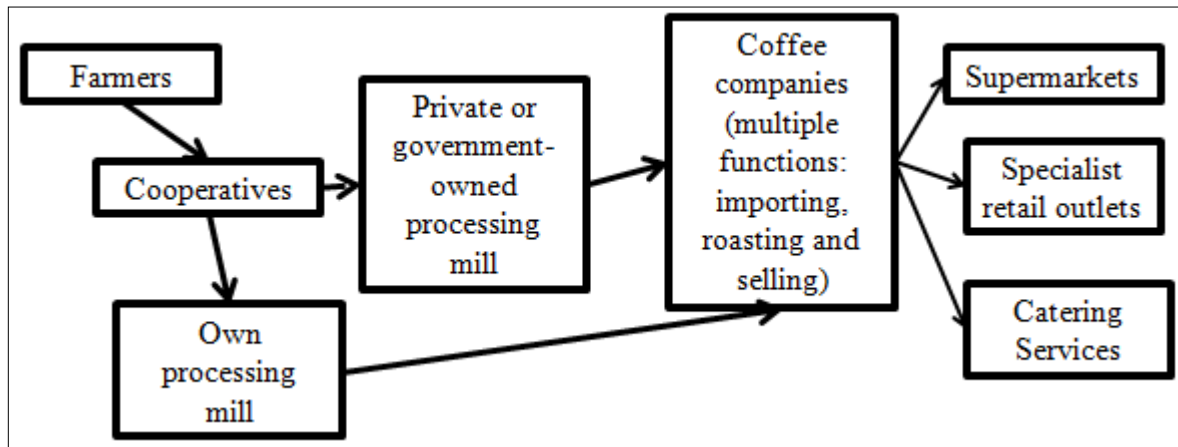 Farmers
Cooperatives
Own
processing
mill
Private or
government-
owned
processing
mill
Coffee
companies
(multiple
functions:
importing,
roasting and
selling)
Supermarkets
Specialist
retail outlets
Catering
Services